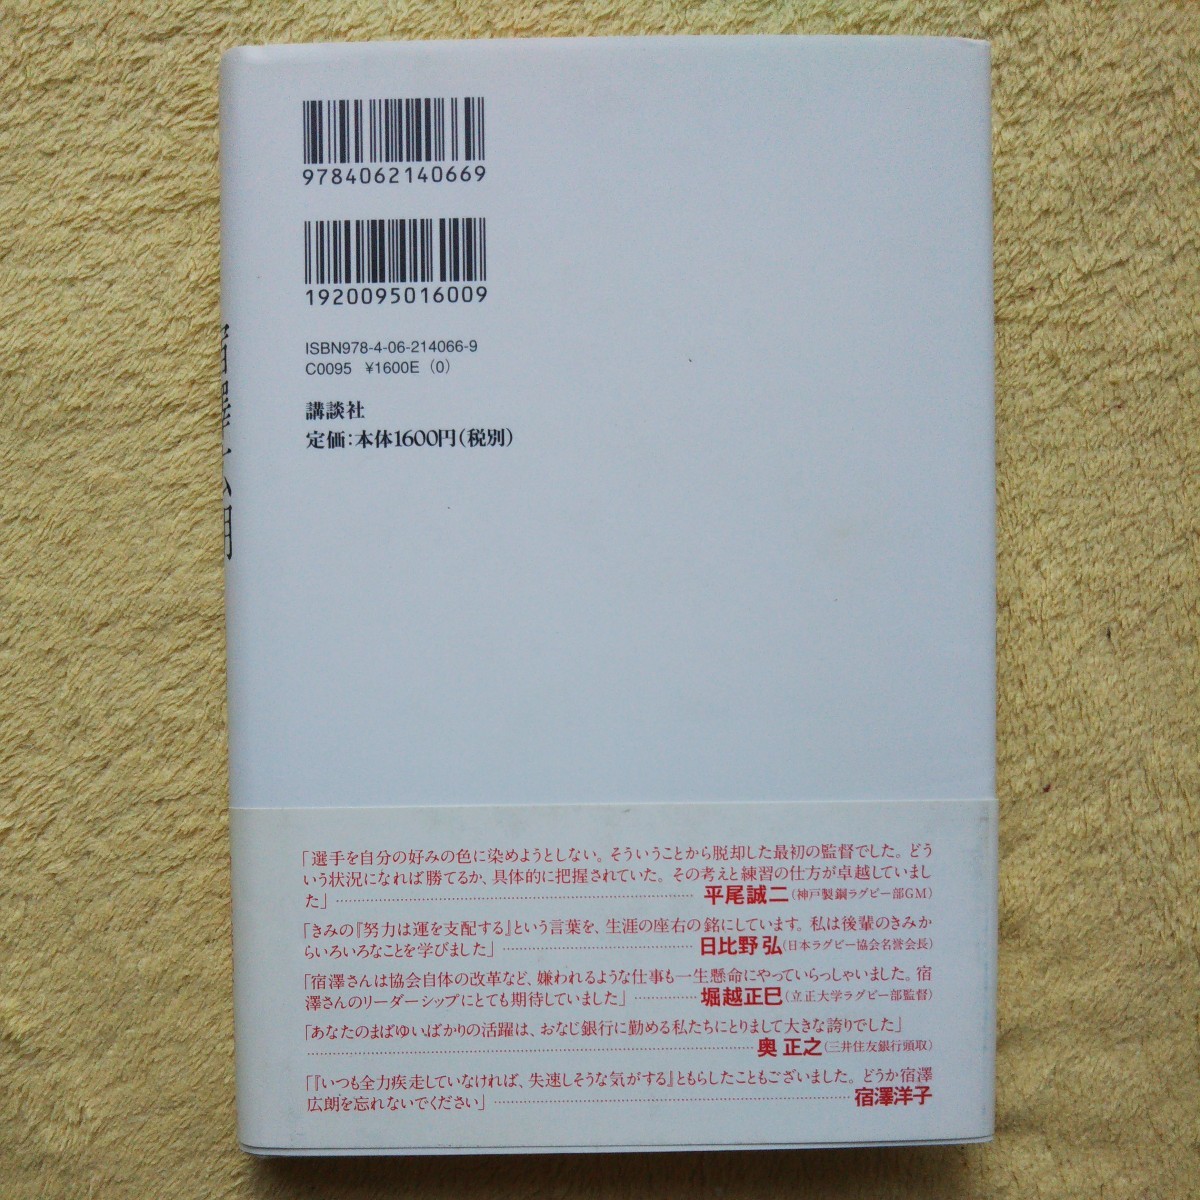 9784062140669
1920095016009
ISBN978-4-06-214066-9
C0095 ¥1600E (0)
講談社
定価：本体1600円（税別）
「選手を自分の好みの色に染めようとしない。そういうことから脱却した最初の監督でした。どう
いう状況になれば勝てるか、具体的に把握されていた。その考えと練習の仕方が卓越していまし
た」 平尾誠二（神戸製鋼ラグビー部GM）
「きみの『努力は運を支配する』という言葉を、生涯の座右の銘にしています。私は後輩のきみか
らいろいろなことを学びました」 日比野 弘（日本ラグビー協会名誉会長）
「宿澤さんは協会自体の改革など、嫌われるような仕事も一生懸命にやっていらっしゃいました。宿
澤さんのリーダーシップにとても期待していました」 堀越正巳（立正大学ラグビー部監督）
「あなたのまばゆいばかりの活躍は、おなじ銀行に勤める私たちにとりまして大きな誇りでした」
奥 正之（三井住友銀行頭取）
「『いつも全力疾走していなければ、失速しそうな気がする』ともらしたこともございました。どうか宿澤
広朗を忘れないでください」 宿澤洋子